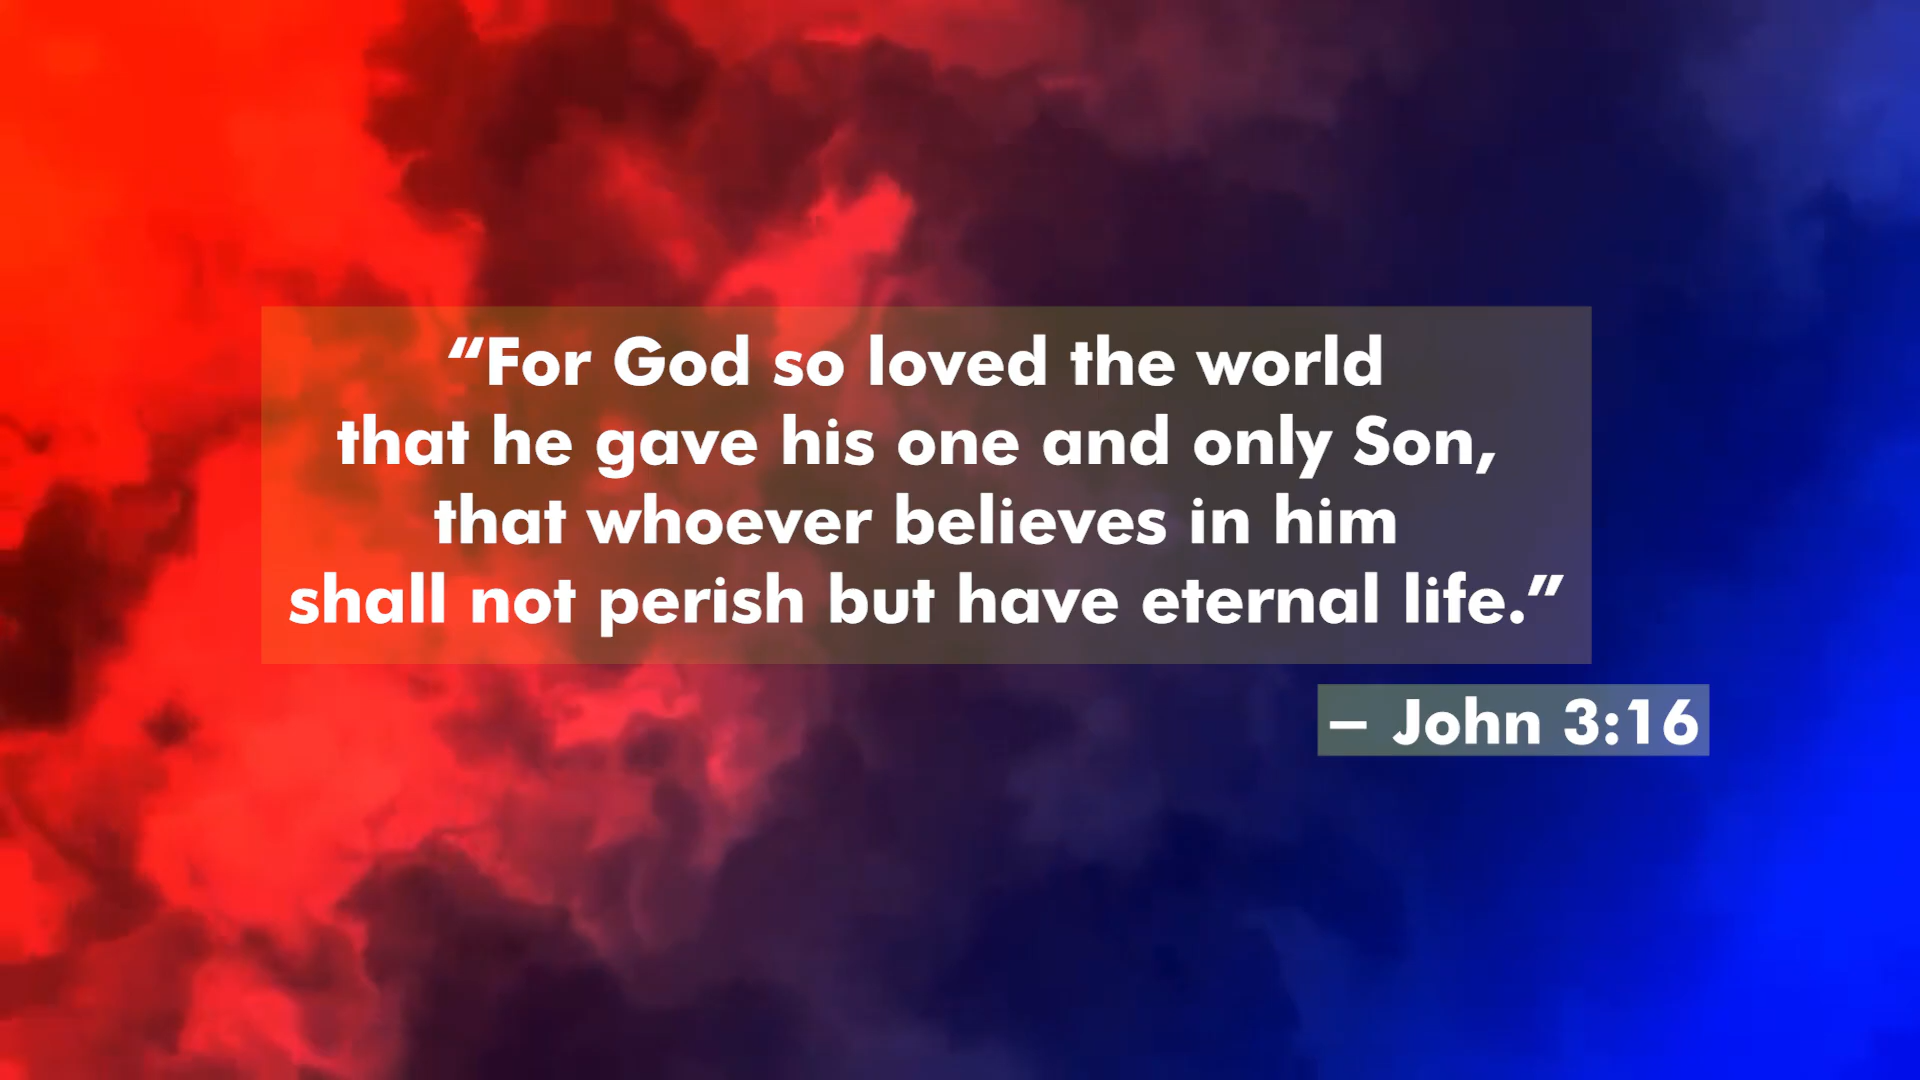 “For God so loved the world
that he gave his one and only Son,
that whoever believes in him
shall not perish but have eternal life.”
– John 3:16